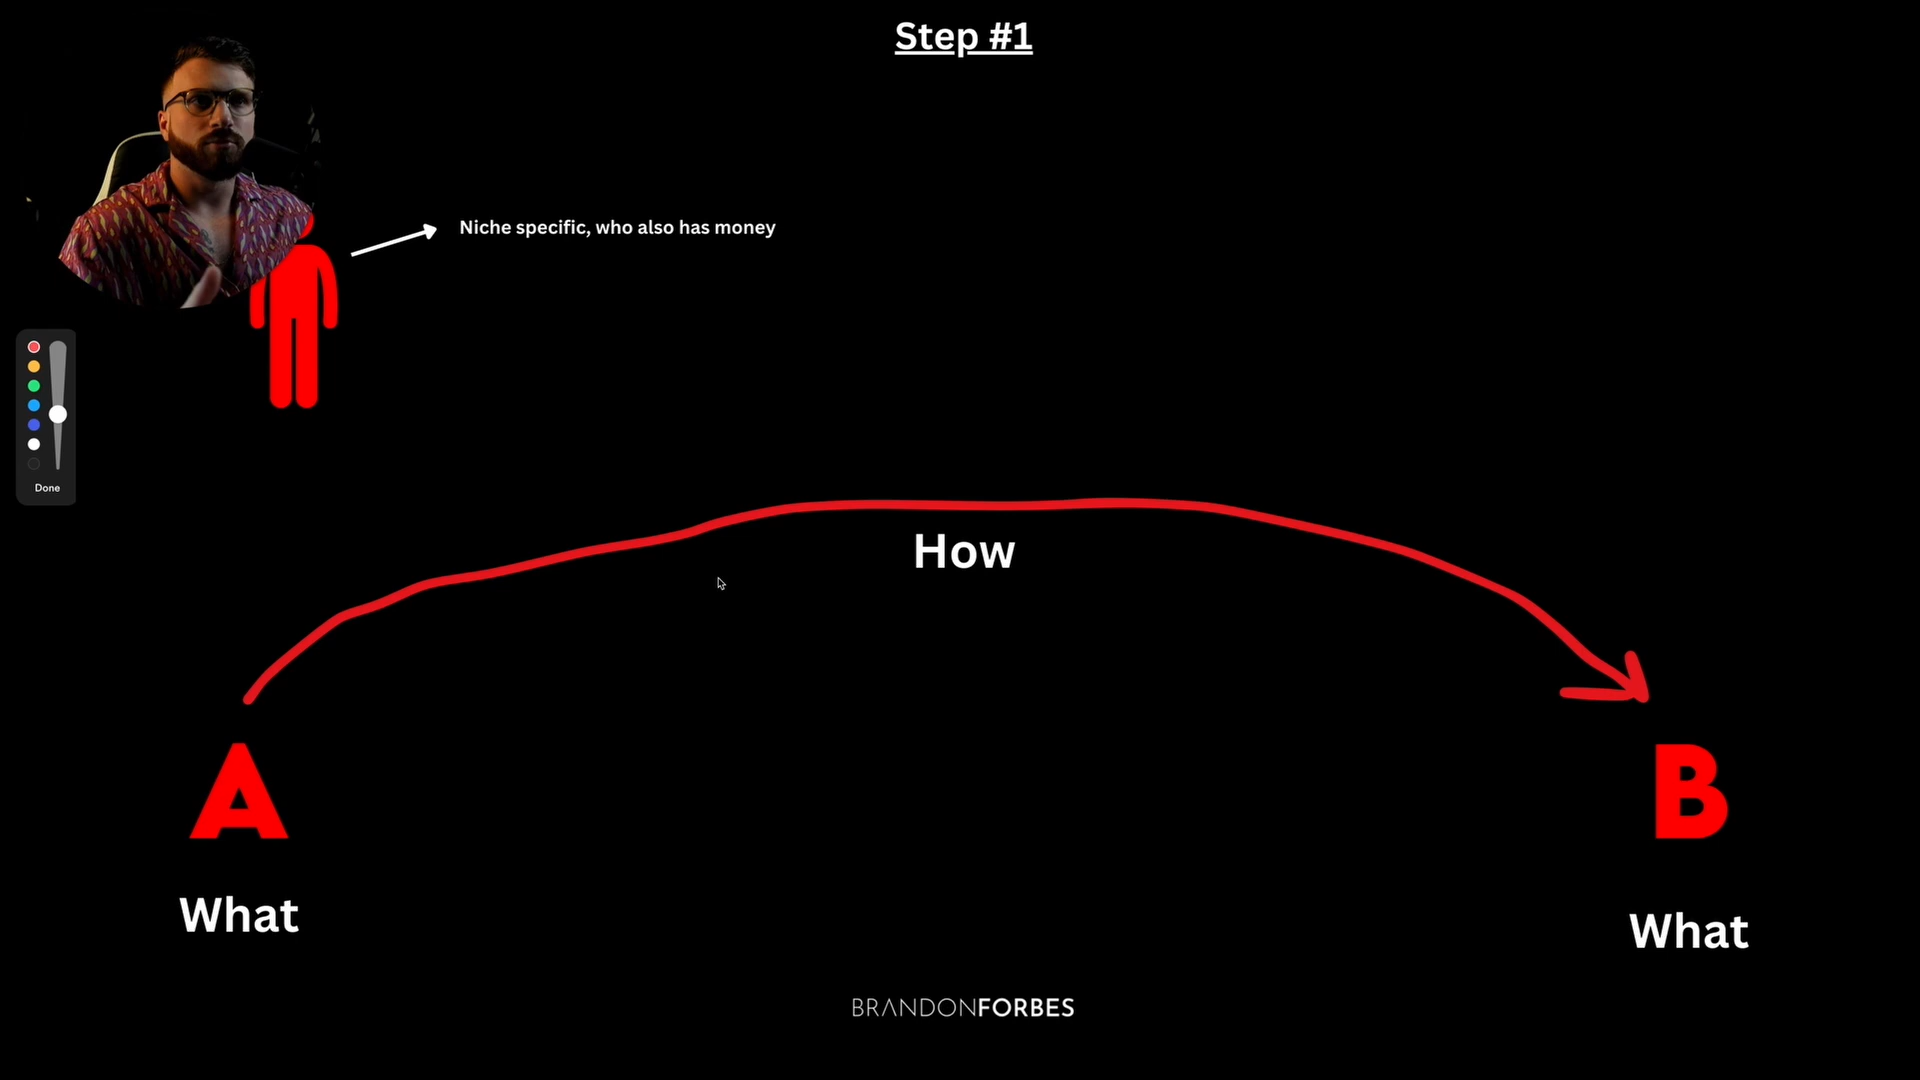 Step #1
Niche specific, who also has money
Done
How
A
B
What
What
BRANDONFORBES